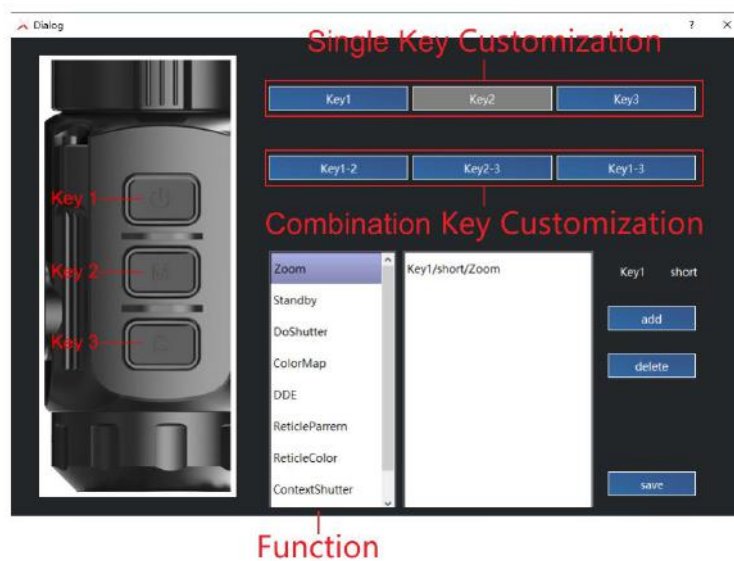 Dialog ? ×
Single Key Customization
Key1 Key2 Key3
Key1-2 Key2-3 Key1-3
Combination Key Customization
Key 1
Key 2
M
Key 3
Zoom
Standby
DoShutter
ColorMap
DDE
ReticleParrern
ReticleColor
ContextShutter
Key1/short/Zoom
Key1 short
add
delete
save
Function